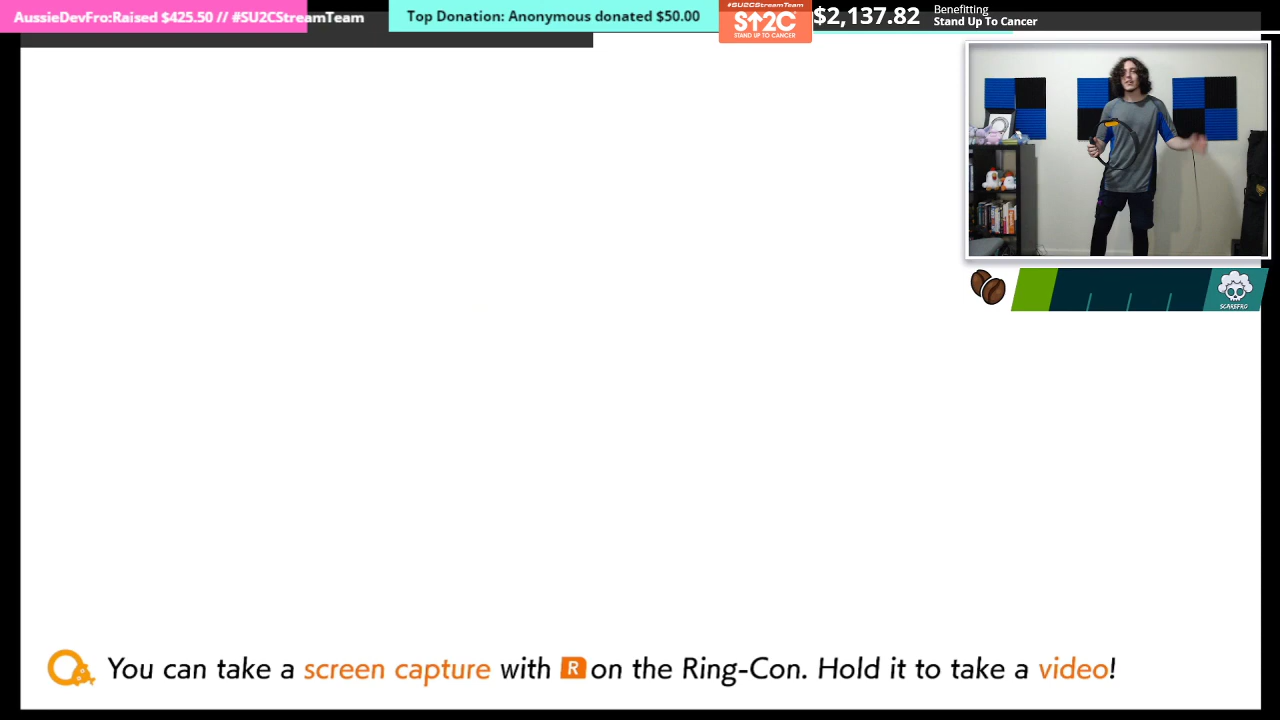 AussieDevFro:Raised $425.50 // #SU2CStreamTeam
Top Donation: Anonymous donated $50.00
#SU2CStreamTeam
S↑2C
STAND UP TO CANCER
$2,137.82
Benefitting
Stand Up To Cancer
SCARBFRO
You can take a screen capture with R on the Ring-Con. Hold it to take a video!